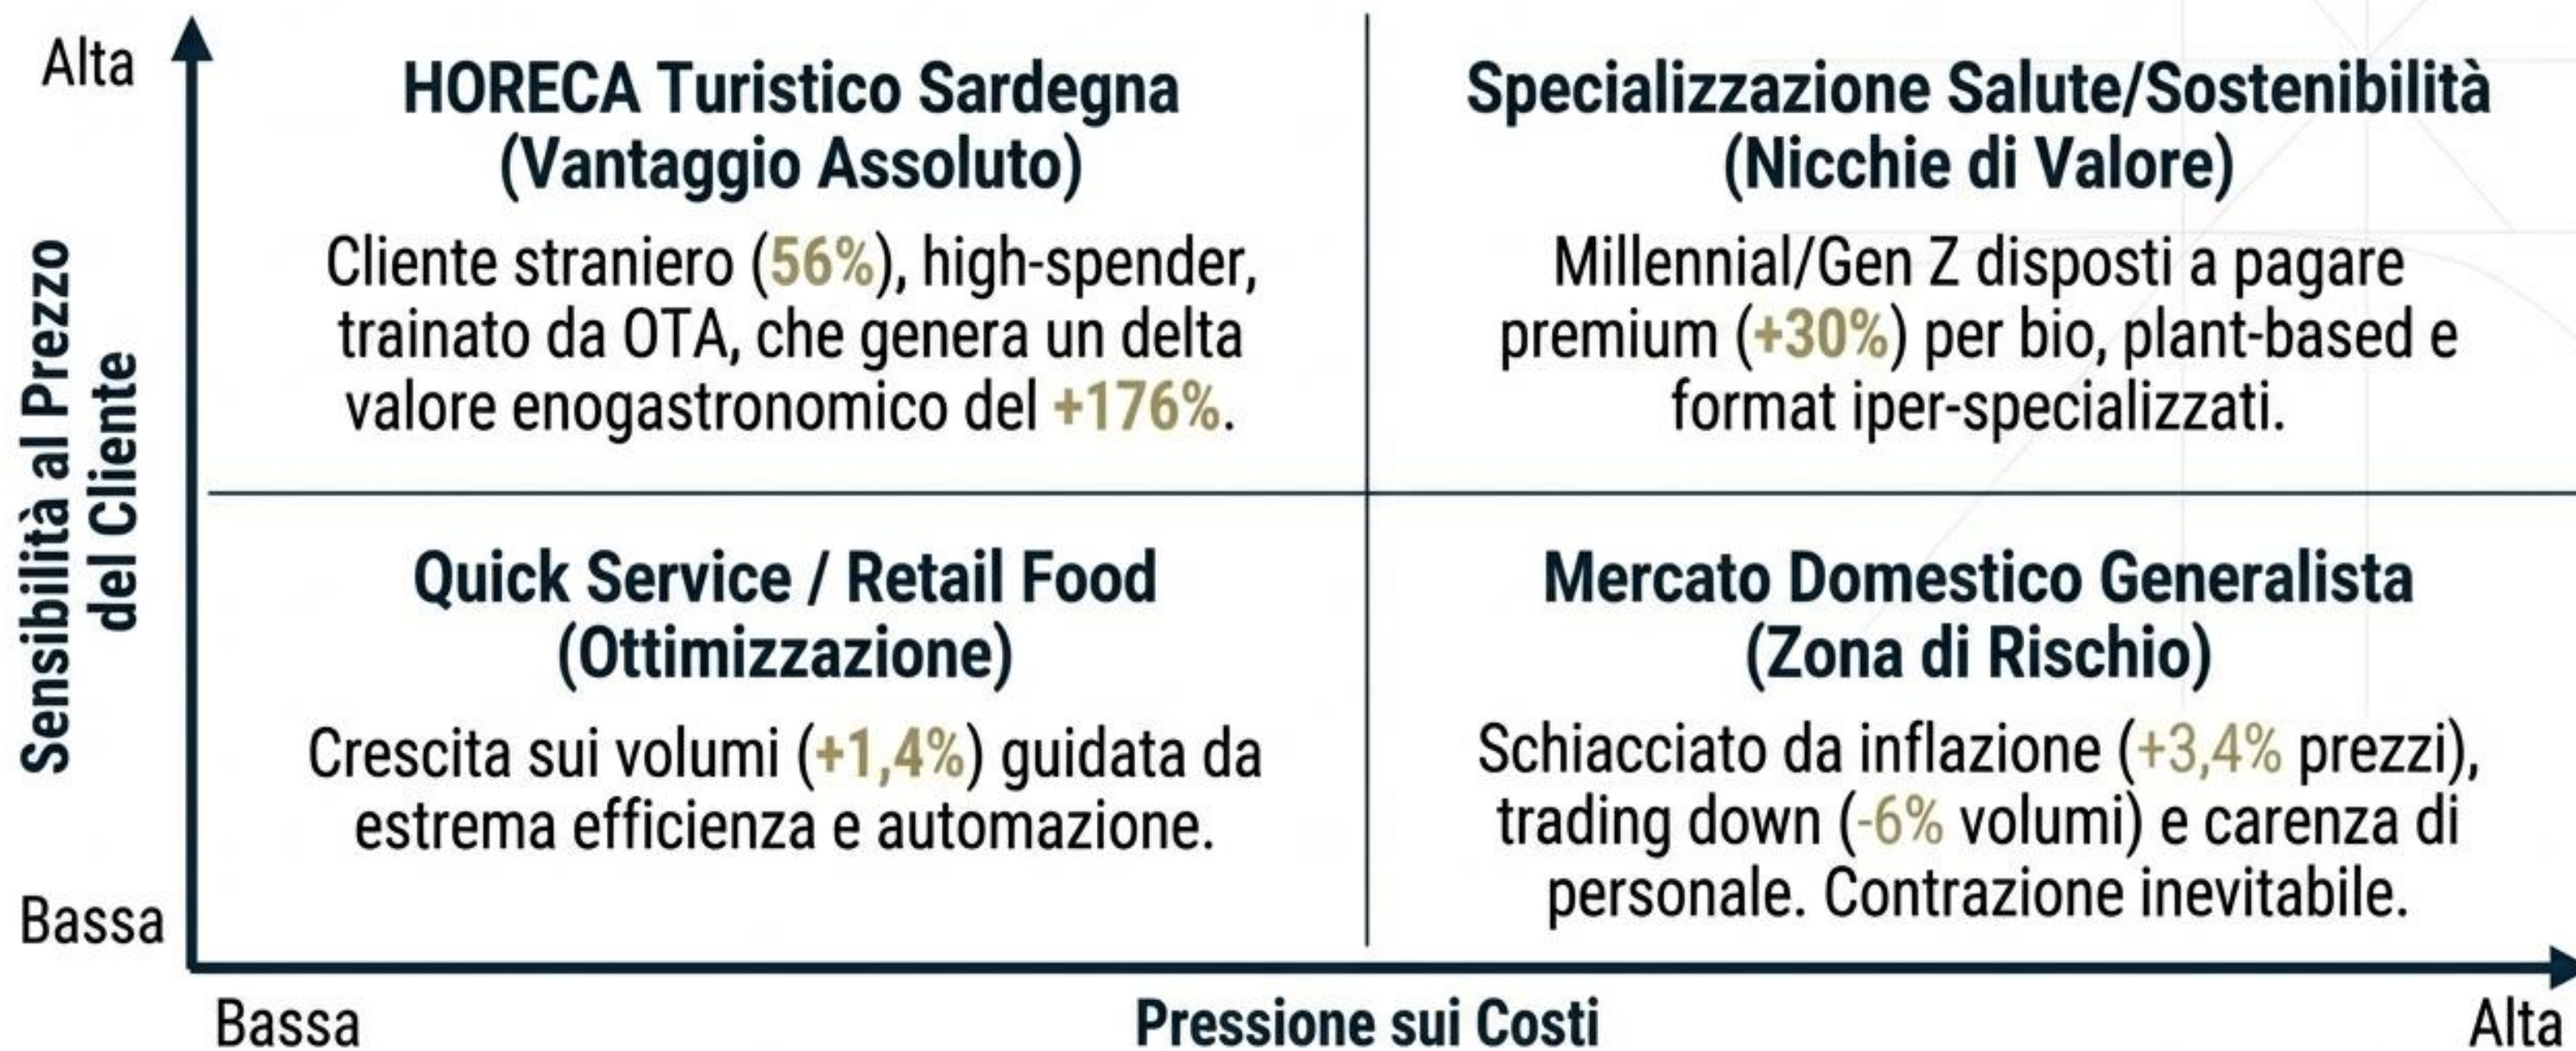 Alta
HORECA Turistico Sardegna
(Vantaggio Assoluto)
Cliente straniero (56%), high-spender,
trainato da OTA, che genera un delta
valore enogastronomico del +176%.
Specializzazione Salute/Sostenibilità
(Nicchie di Valore)
Millennial/Gen Z disposti a pagare
premium (+30%) per bio, plant-based e
format iper-specializzati.
Sensibilità al Prezzo
del Cliente
Quick Service / Retail Food
(Ottimizzazione)
Crescita sui volumi (+1,4%) guidata da
estrema efficienza e automazione.
Mercato Domestico Generalista
(Zona di Rischio)
Schiacciato da inflazione (+3,4% prezzi),
trading down (-6% volumi) e carenza di
personale. Contrazione inevitabile.
Bassa
Bassa
Pressione sui Costi
Alta